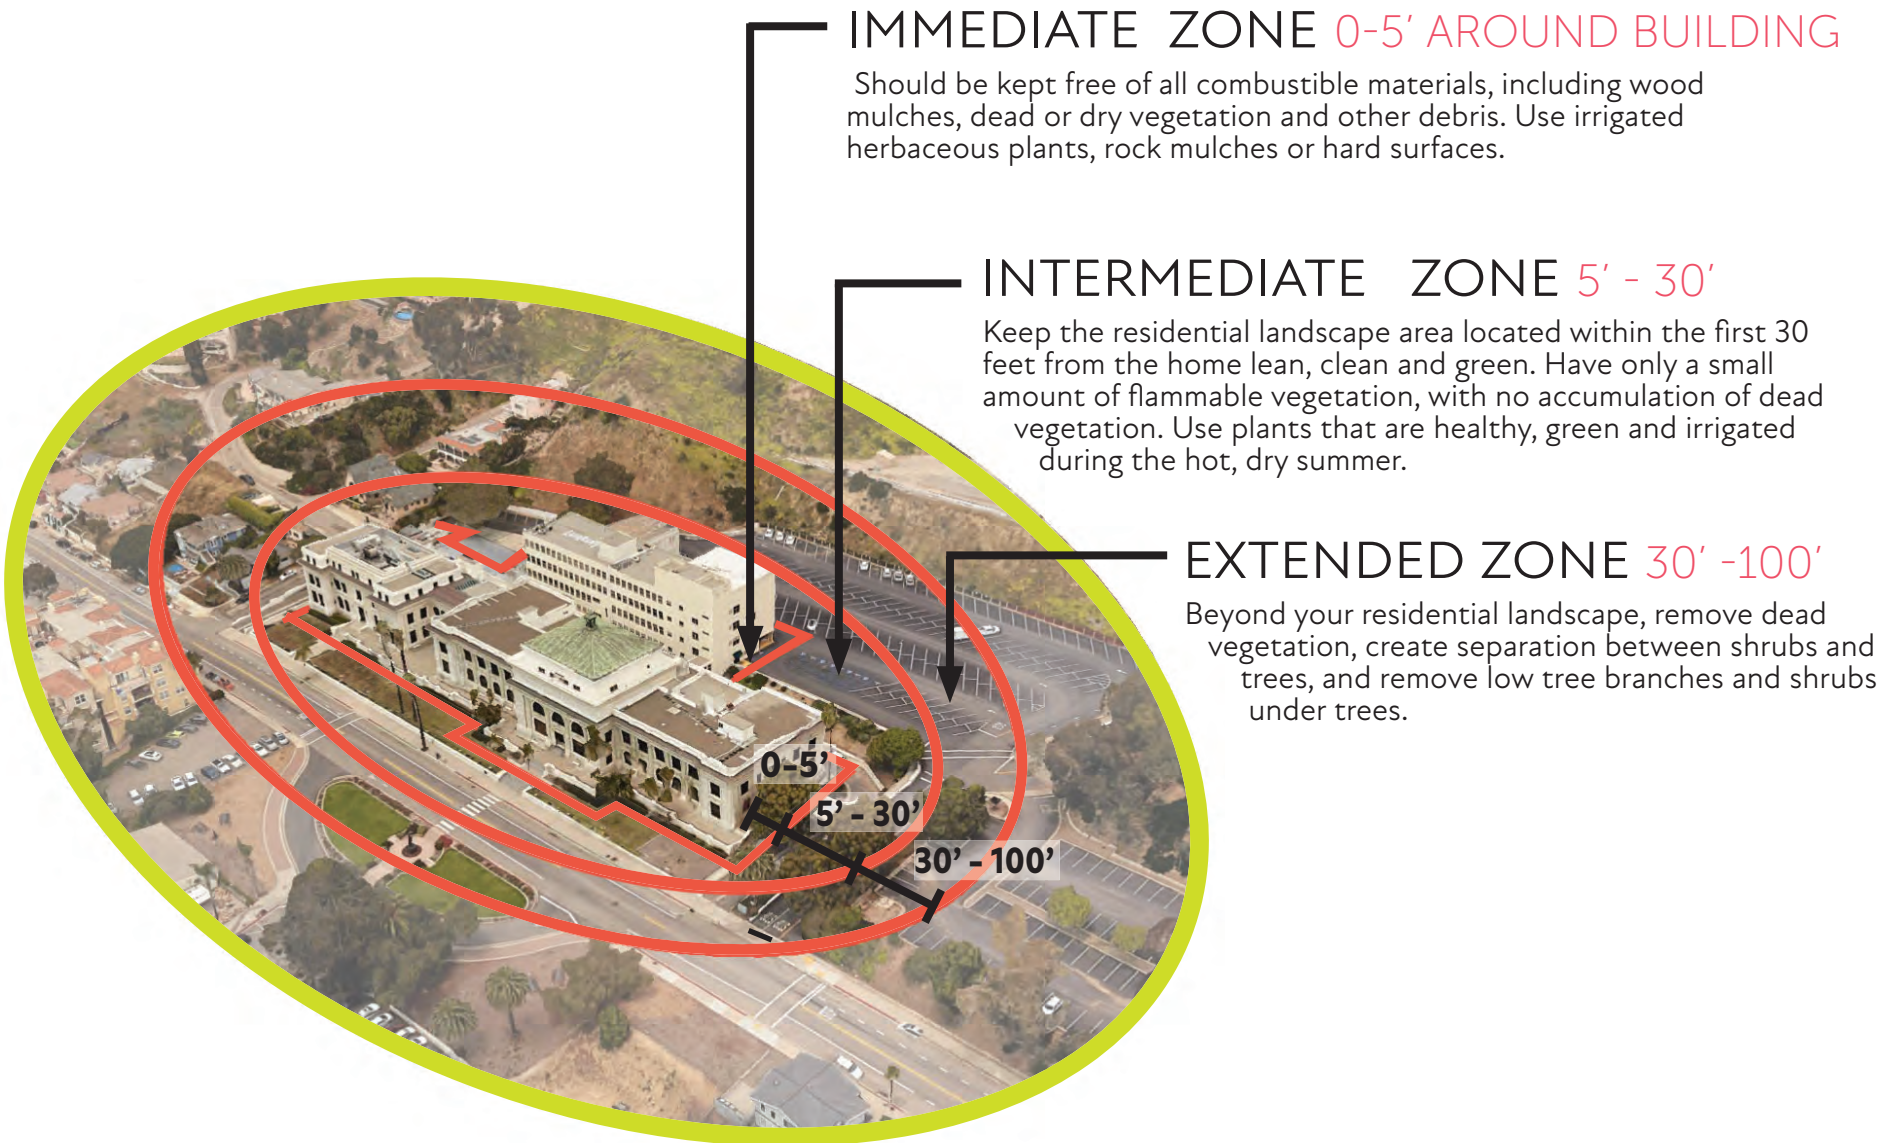 IMMEDIATE ZONE 0-5' AROUND BUILDING
Should be kept free of all combustible materials, including wood
mulches, dead or dry vegetation and other debris. Use irrigated
herbaceous plants, rock mulches or hard surfaces.
INTERMEDIATE ZONE 5' - 30'
Keep the residential landscape area located within the first 30
feet from the home lean, clean and green. Have only a small
amount of flammable vegetation, with no accumulation of dead
vegetation. Use plants that are healthy, green and irrigated
during the hot, dry summer.
EXTENDED ZONE 30' -100'
Beyond your residential landscape, remove dead
vegetation, create separation between shrubs and
trees, and remove low tree branches and shrubs
under trees.
0-5'
5' - 30'
30' - 100'